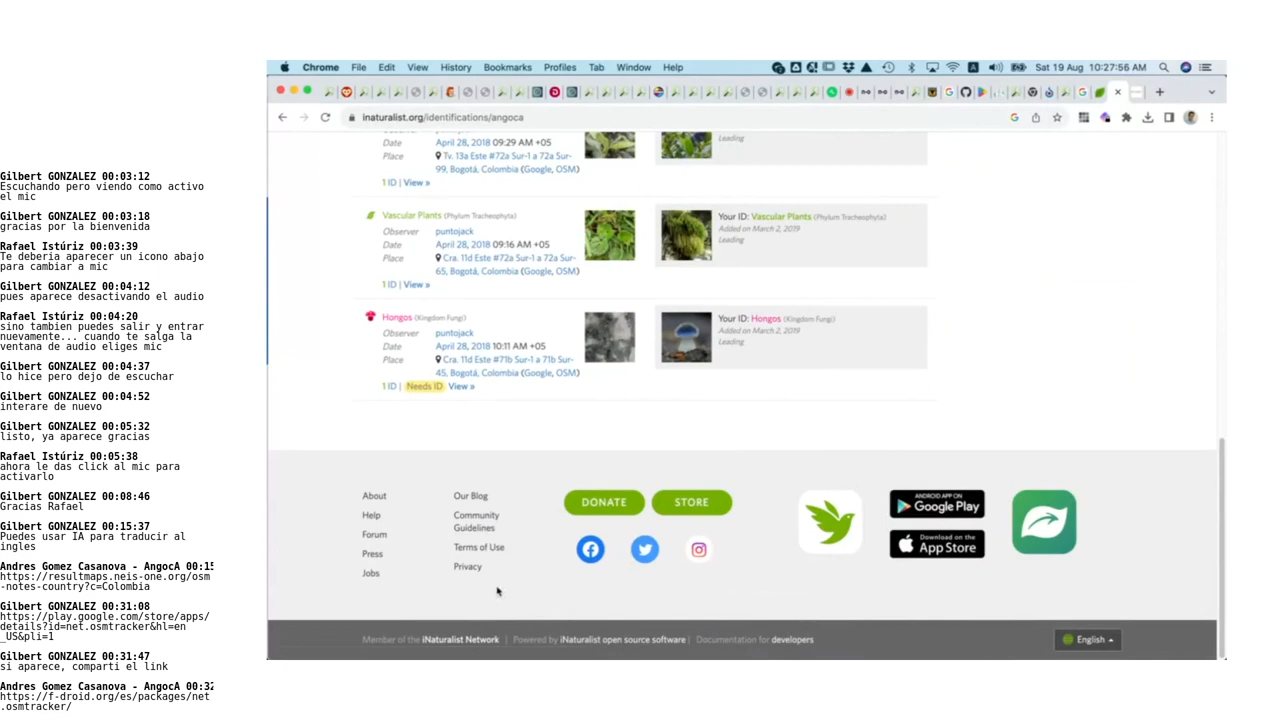 Gilbert GONZALEZ 00:03:12
Escuchando pero viendo como activo
el mic
Gilbert GONZALEZ 00:03:18
gracias por la bienvenida
Rafael Istúriz 00:03:39
Te deberia aparecer un icono abajo
para cambiar a mic
Gilbert GONZALEZ 00:04:12
pues aparece desactivando el audio
Rafael Istúriz 00:04:20
sino tambien puedes salir y entrar
nuevamente... cuando te salga la
ventana de audio eliges mic
Gilbert GONZALEZ 00:04:37
lo hice pero dejo de escuchar
Gilbert GONZALEZ 00:04:52
interare de nuevo
Gilbert GONZALEZ 00:05:32
listo, ya aparece gracias
Rafael Istúriz 00:05:38
ahora le das click al mic para
activarlo
Gilbert GONZALEZ 00:08:46
Gracias Rafael
Gilbert GONZALEZ 00:15:37
Puedes usar IA para traducir al
ingles
Andres Gomez Casanova - AngocA 00:15
https://resultmaps.neis-one.org/osm
-notes-country?c=Colombia
Gilbert GONZALEZ 00:31:08
https://play.google.com/store/apps/
details?id=net.osmtracker&hl=en
_US&pli=1
Gilbert GONZALEZ 00:31:47
si aparece, comparti el link
Andres Gomez Casanova - AngocA 00:32
https://f-droid.org/es/packages/net
.osmtracker/
Chrome File Edit View History Bookmarks Profiles Tab Window Help Sat 19 Aug 10:27:56 AM
inaturalist.org/identifications/angoca
Date April 28, 2018 09:29 AM +05
Place Tv. 13a Este #72a Sur-1 a 72a Sur-
99, Bogotá, Colombia (Google, OSM)
1 ID | View »
Leading
Vascular Plants (Phylum Tracheophyta)
Observer puntojack
Date April 28, 2018 09:16 AM +05
Place Cra. 11d Este #72a Sur-1 a 72a Sur-
65, Bogotá, Colombia (Google, OSM)
1 ID | View »
Your ID: Vascular Plants (Phylum Tracheophyta)
Added on March 2, 2019
Leading
Hongos (Kingdom Fungi)
Observer puntojack
Date April 28, 2018 10:11 AM +05
Place Cra. 11d Este #71b Sur-1 a 71b Sur-
45, Bogotá, Colombia (Google, OSM)
1 ID | Needs ID View »
Your ID: Hongos (Kingdom Fungi)
Added on March 2, 2019
Leading
About
Help
Forum
Press
Jobs
Our Blog
Community
Guidelines
Terms of Use
Privacy
DONATE STORE
ANDROID APP ON
Google Play
Download on the
App Store
Member of the iNaturalist Network | Powered by iNaturalist open source software | Documentation for developers
English